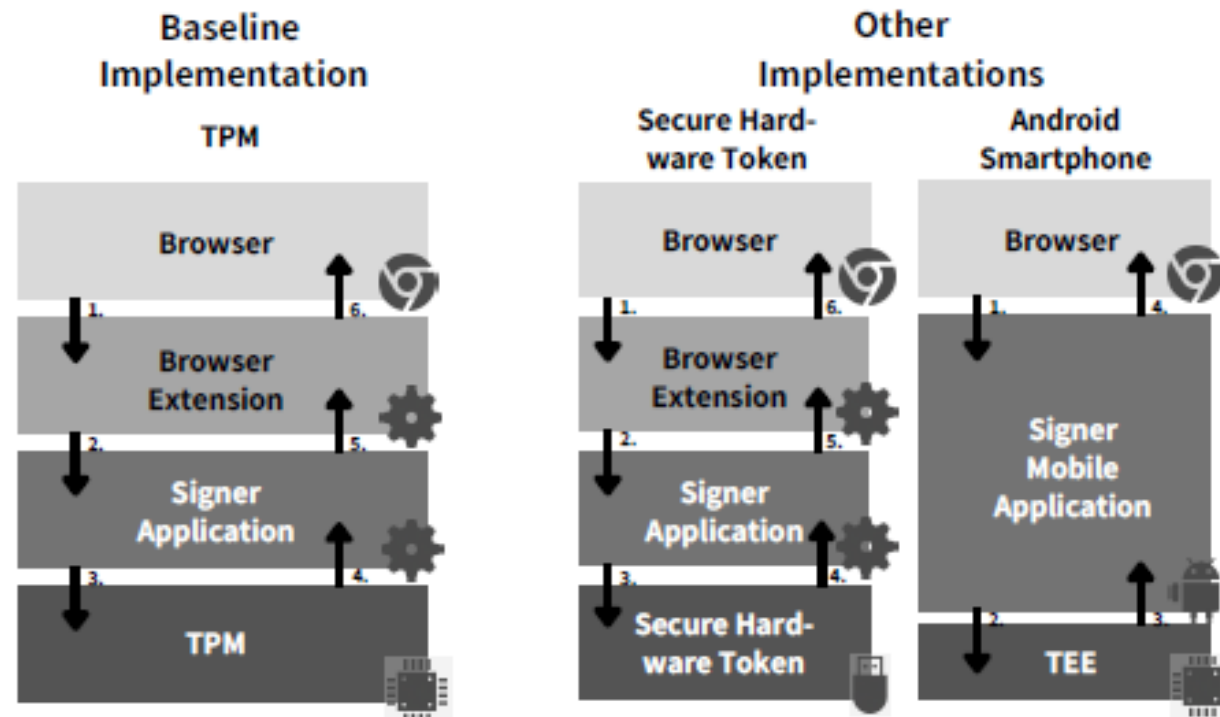 Baseline
Implementation
TPM
Browser
1.
6.
Browser
Extension
2.
5.
Signer
Application
3.
4.
TPM
Other
Implementations
Secure Hard-
ware Token
Browser
1.
6.
Browser
Extension
2.
5.
Signer
Application
3.
4.
Secure Hard-
ware Token
Android
Smartphone
Browser
1.
4.
Signer
Mobile
Application
2.
3.
TEE